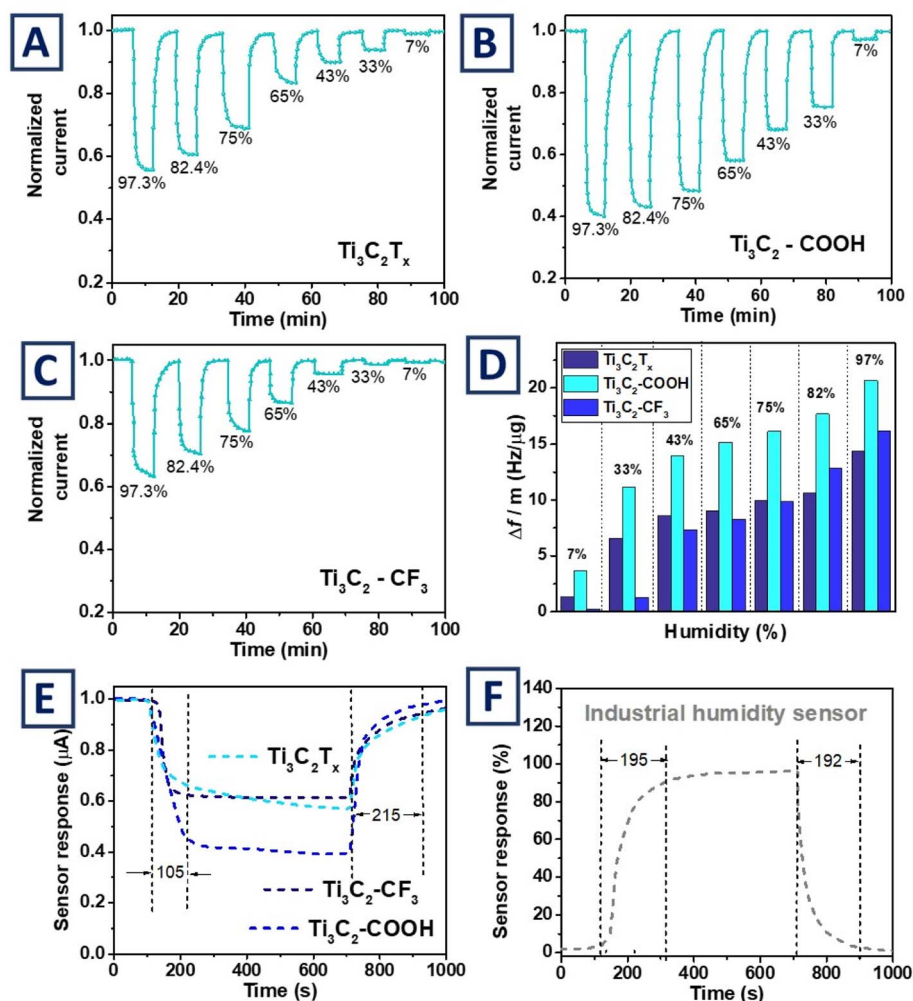 A
Normalized current
1.0
0.8
0.6
0.4
0.2
97.3%
82.4%
75%
65%
43%
33%
7%
Ti₃C₂Tₓ
0 20 40 60 80 100
Time (min)
B
Normalized current
1.0
0.8
0.6
0.4
0.2
97.3%
82.4%
75%
65%
43%
33%
7%
Ti₃C₂ - COOH
0 20 40 60 80 100
Time (min)
C
Normalized current
1.0
0.8
0.6
0.4
0.2
97.3%
82.4%
75%
65%
43%
33%
7%
Ti₃C₂ - CF₃
0 20 40 60 80 100
Time (min)
D
Δf / m (Hz/μg)
20
15
10
5
0
Ti₃C₂Tₓ
Ti₃C₂-COOH
Ti₃C₂-CF₃
7%
33%
43%
65%
75%
82%
97%
Humidity (%)
E
Sensor response (μA)
1.0
0.8
0.6
0.4
0.2
0.0
Ti₃C₂Tₓ
215
105
Ti₃C₂-CF₃
Ti₃C₂-COOH
0 200 400 600 800 1000
Time (s)
F
Sensor response (%)
140
120
100
80
60
40
20
0
Industrial humidity sensor
195
192
0 200 400 600 800 1000
Time (s)